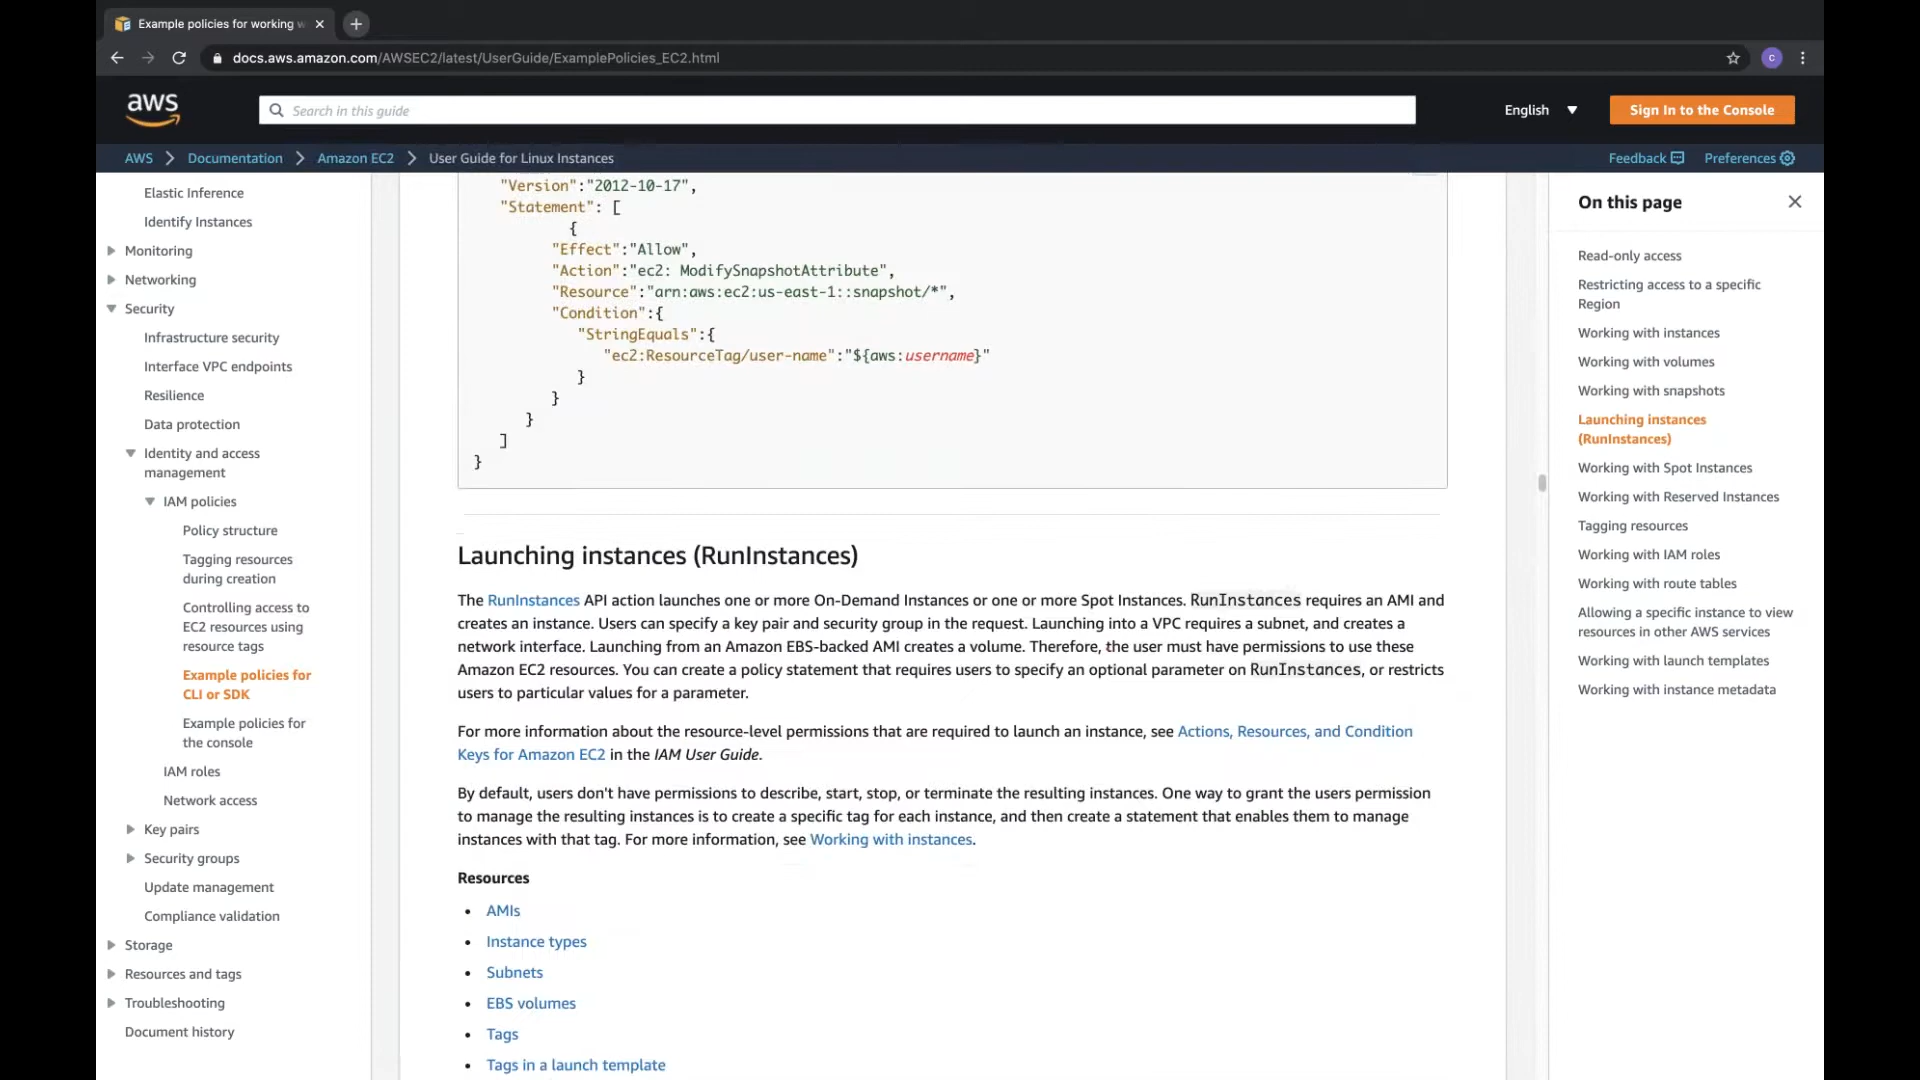 Example policies for working w
docs.aws.amazon.com/AWSEC2/latest/UserGuide/ExamplePolicies_EC2.html
C
aws
Search in this guide
English
Sign In to the Console
AWS
Documentation
Amazon EC2
User Guide for Linux Instances
Feedback
Preferences
Elastic Inference
Identify Instances
Monitoring
Networking
Security
Infrastructure security
Interface VPC endpoints
Resilience
Data protection
Identity and access
management
IAM policies
Policy structure
Tagging resources
during creation
Controlling access to
EC2 resources using
resource tags
Example policies for
CLI or SDK
Example policies for
the console
IAM roles
Network access
Key pairs
Security groups
Update management
Compliance validation
Storage
Resources and tags
Troubleshooting
Document history
"Version":"2012-10-17",
"Statement": [
{
"Effect":"Allow",
"Action":"ec2: ModifySnapshotAttribute",
"Resource":"arn:aws:ec2:us-east-1::snapshot/*",
"Condition":{
"StringEquals":{
"ec2:ResourceTag/user-name":"${aws:username}"
}
}
}
]
}
Launching instances (RunInstances)
The RunInstances API action launches one or more On-Demand Instances or one or more Spot Instances. RunInstances requires an AMI and
creates an instance. Users can specify a key pair and security group in the request. Launching into a VPC requires a subnet, and creates a
network interface. Launching from an Amazon EBS-backed AMI creates a volume. Therefore, the user must have permissions to use these
Amazon EC2 resources. You can create a policy statement that requires users to specify an optional parameter on RunInstances, or restricts
users to particular values for a parameter.
For more information about the resource-level permissions that are required to launch an instance, see Actions, Resources, and Condition
Keys for Amazon EC2 in the IAM User Guide.
By default, users don't have permissions to describe, start, stop, or terminate the resulting instances. One way to grant the users permission
to manage the resulting instances is to create a specific tag for each instance, and then create a statement that enables them to manage
instances with that tag. For more information, see Working with instances.
Resources
• AMIs
• Instance types
• Subnets
• EBS volumes
• Tags
• Tags in a launch template
On this page
Read-only access
Restricting access to a specific
Region
Working with instances
Working with volumes
Working with snapshots
Launching instances
(RunInstances)
Working with Spot Instances
Working with Reserved Instances
Tagging resources
Working with IAM roles
Working with route tables
Allowing a specific instance to view
resources in other AWS services
Working with launch templates
Working with instance metadata